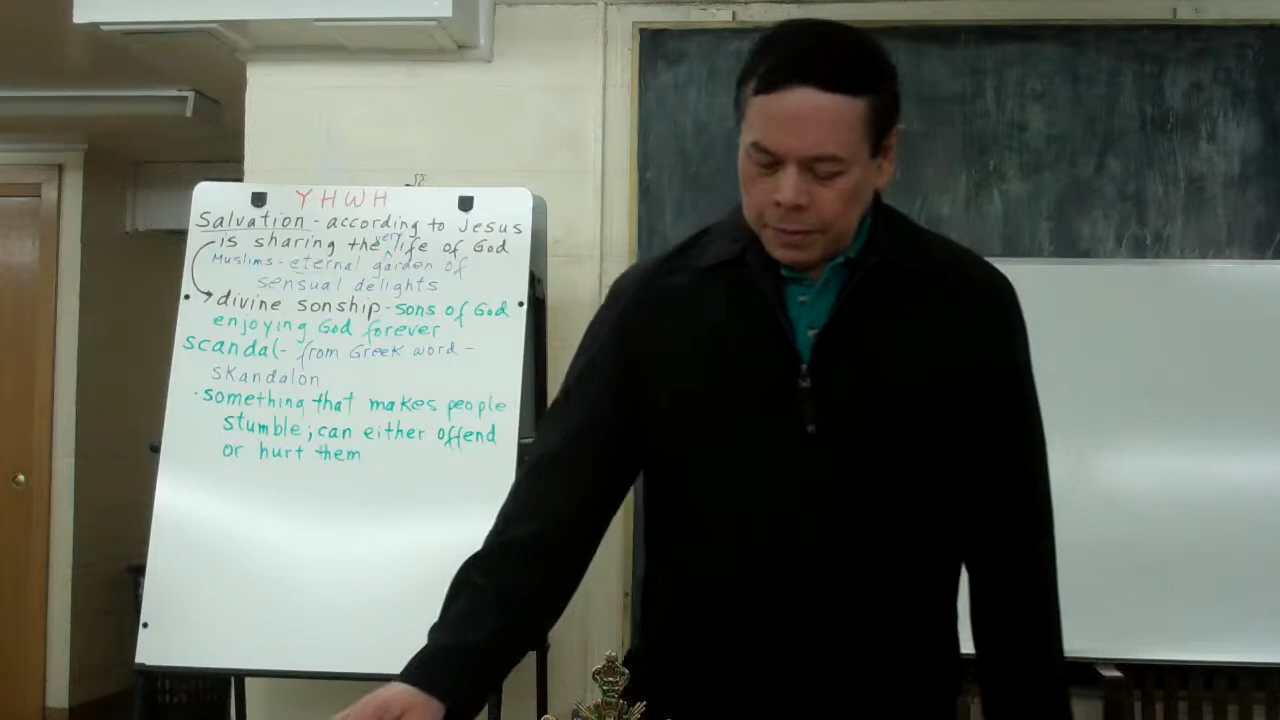 YHWH
Salvation - according to Jesus
is sharing the very life of God
Muslims - eternal garden of
sensual delights
divine sonship - sons of God
enjoying God forever
scandal - from Greek word -
skandalon
· something that makes people
stumble; can either offend
or hurt them